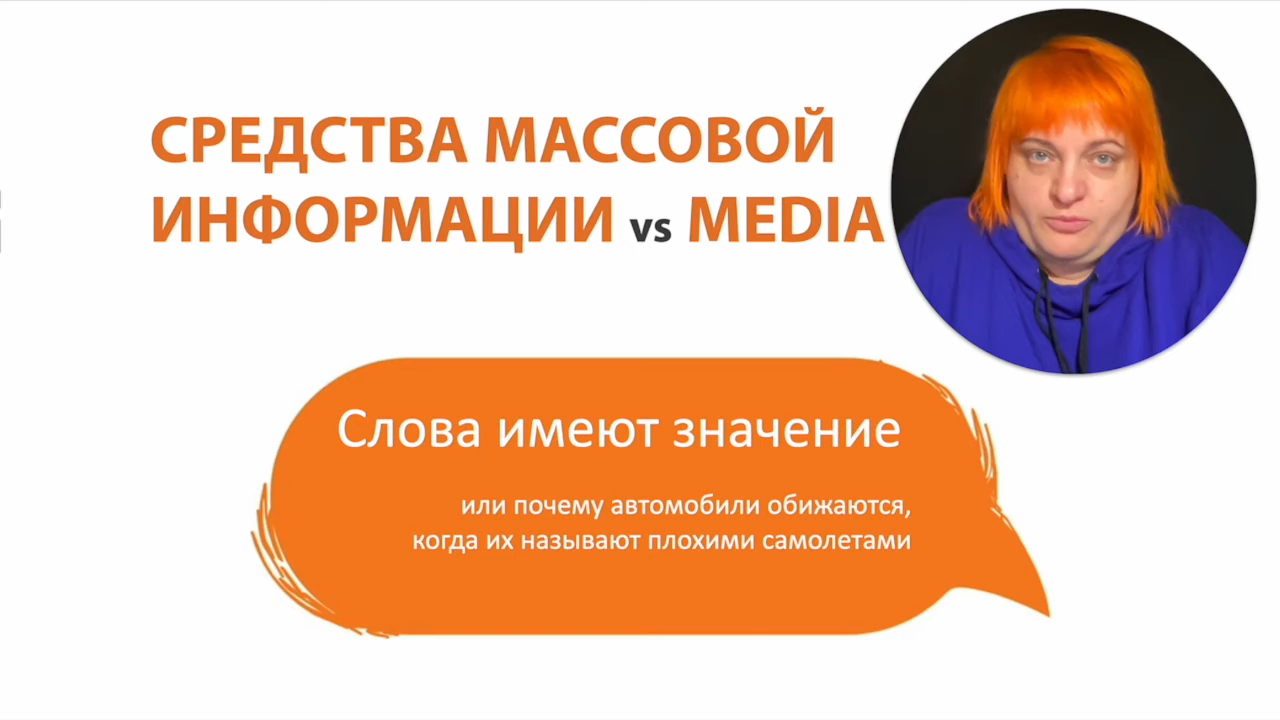 СРЕДСТВА МАССОВОЙ
ИНФОРМАЦИИ vs MEDIA
Слова имеют значение
или почему автомобили обижаются,
когда их называют плохими самолетами